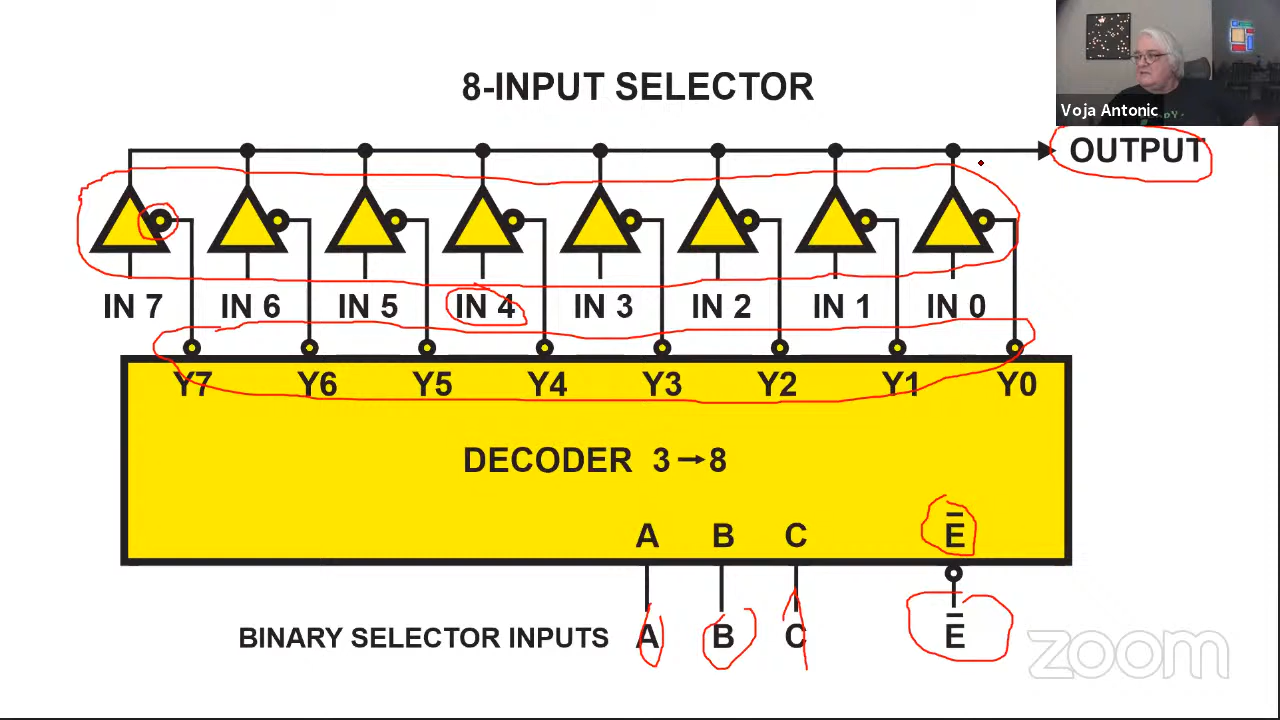 8-INPUT SELECTOR
Voja Antonic
OUTPUT
IN 7 IN 6 IN 5 IN 4 IN 3 IN 2 IN 1 IN 0
Y7 Y6 Y5 Y4 Y3 Y2 Y1 Y0
DECODER 3→8
A B C E̅
BINARY SELECTOR INPUTS A B C E̅
zoom